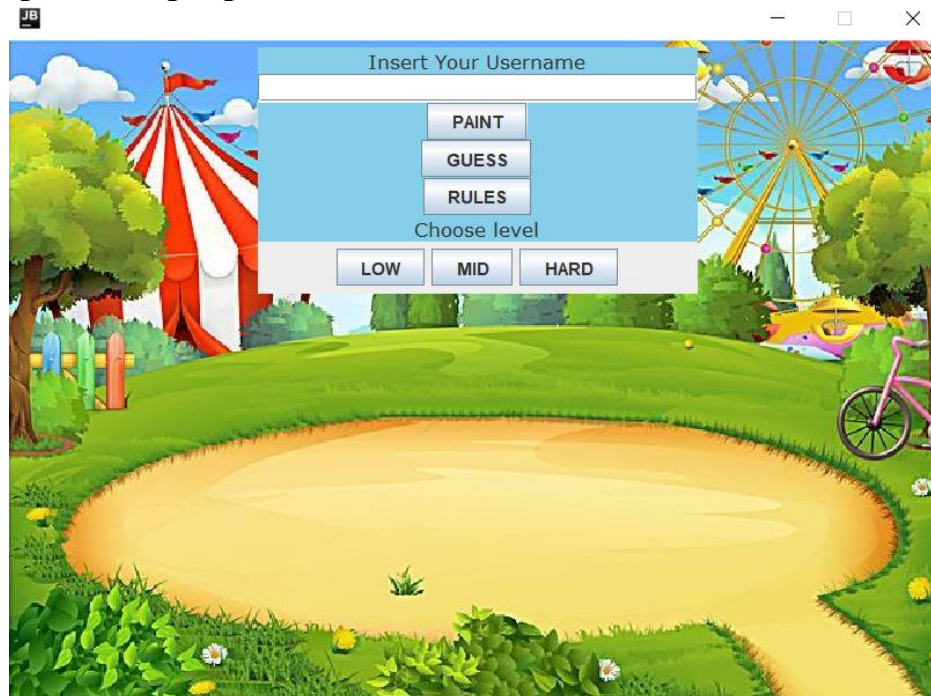 JB
Insert Your Username
PAINT
GUESS
RULES
Choose level
LOW MID HARD